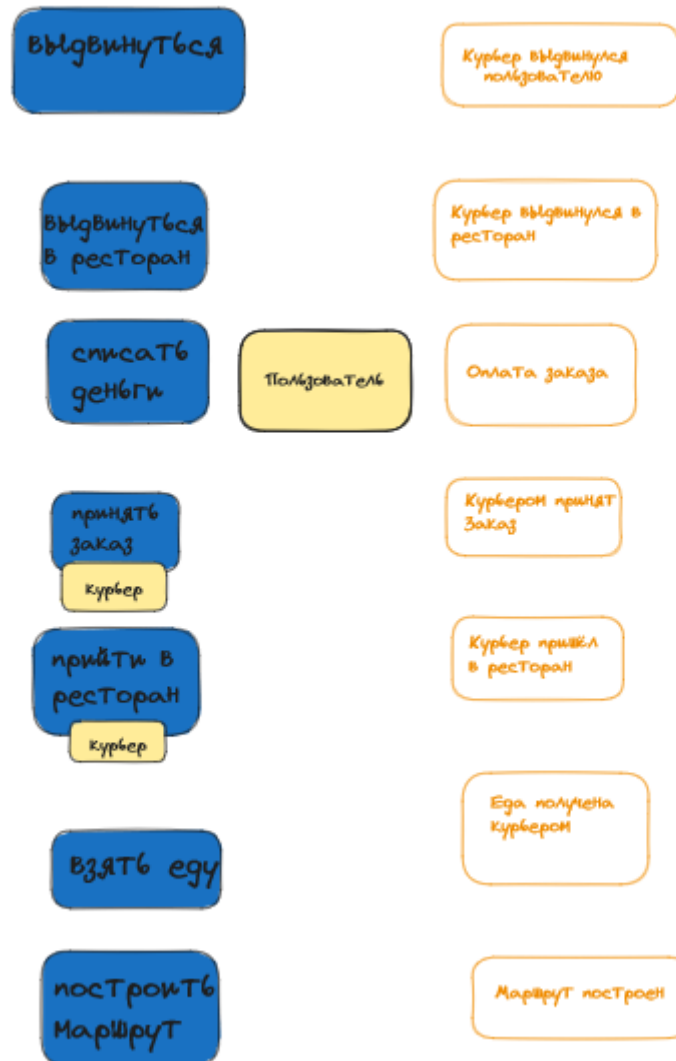 выдвинуться
Курьер выдвинулся
пользователю
выдвинуться
в ресторан
Курьер выдвинулся в
ресторан
списать
деньги
Пользователь
Оплата заказа
принять
заказ
курьер
Курьером принят
Заказ
прийти в
ресторан
курьер
Курьер пришёл
в ресторан
Еда получена
курьером
взять еду
построить
маршрут
Маршрут построен